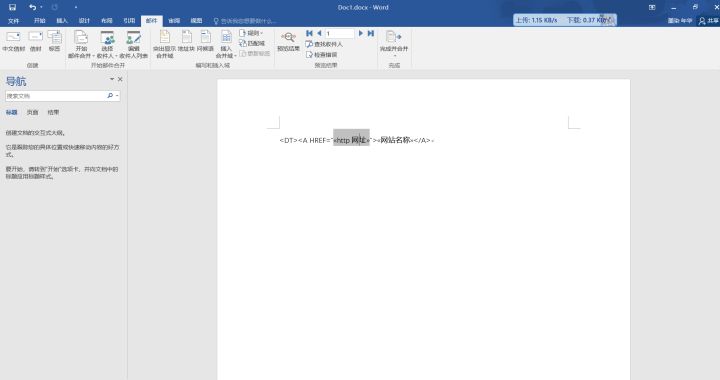 Doc1.docx - Word
文件 开始 插入 设计 布局 引用 邮件 审阅 视图 告诉我您想要做什么...
上传: 1.15 KB/s 下载: 0.37 KB/s
墨染 年华 共享
中文信封 信封 标签
开始邮件合并 选择收件人 编辑收件人列表
突出显示合并域 地址块 问候语 插入合并域
规则
匹配域
更新标签
预览结果
1
查找收件人
检查错误
完成并合并
创建 开始邮件合并 编写和插入域 预览结果 完成
导航
搜索文档
标题 页面 结果
创建文档的交互式大纲。
它是跟踪您的具体位置或快速移动内容的好方式。
要开始，请转到"开始"选项卡，并向文档中的标题应用标题样式。
<DT><A HREF="«http 网址»">«网站名称»</A>